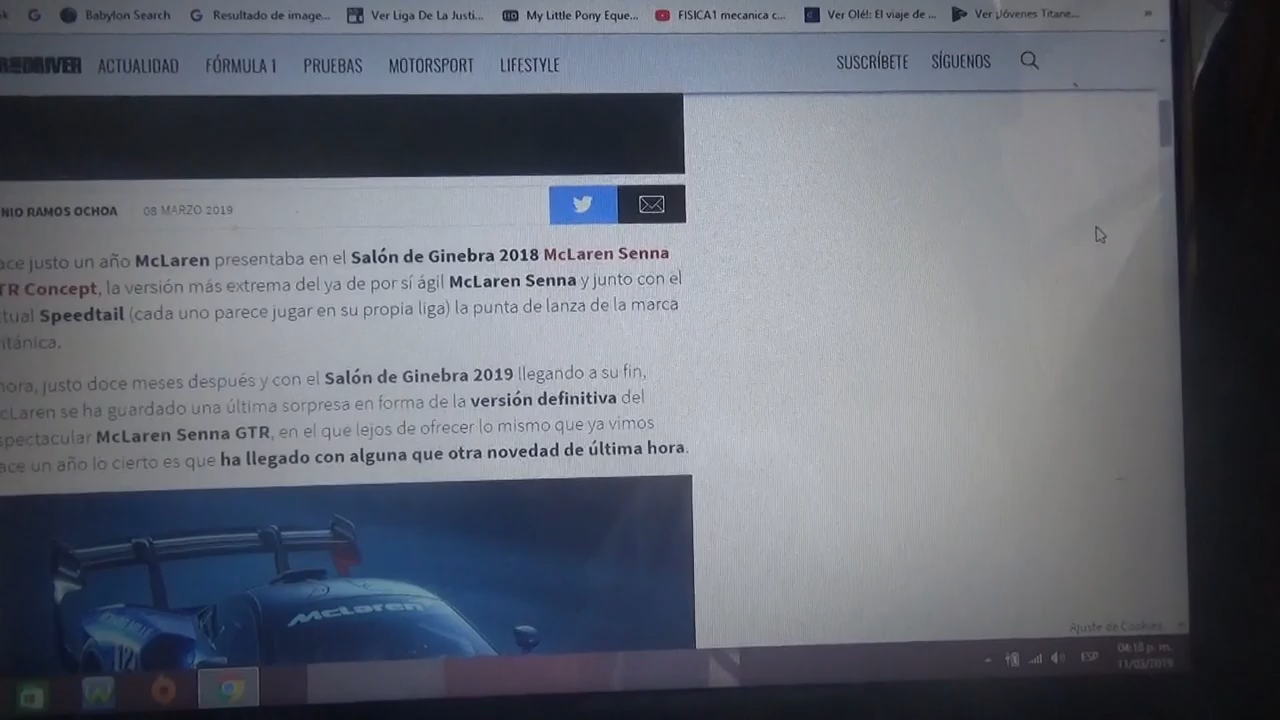 G Babylon Search Resultado de image... Ver Liga De La Justi... My Little Pony Eque... FISICA1 mecanica c... Ver Olé!: El viaje de ... Ver Jóvenes Titane... »
DRIVER ACTUALIDAD FÓRMULA 1 PRUEBAS MOTORSPORT LIFESTYLE SUSCRÍBETE SÍGUENOS
NIO RAMOS OCHOA 08 MARZO 2019
ace justo un año McLaren presentaba en el Salón de Ginebra 2018 McLaren Senna
TR Concept, la versión más extrema del ya de por sí ágil McLaren Senna y junto con el
tual Speedtail (cada uno parece jugar en su propia liga) la punta de lanza de la marca
itánica.
hora, justo doce meses después y con el Salón de Ginebra 2019 llegando a su fin,
cLaren se ha guardado una última sorpresa en forma de la versión definitiva del
spectacular McLaren Senna GTR, en el que lejos de ofrecer lo mismo que ya vimos
ace un año lo cierto es que ha llegado con alguna que otra novedad de última hora.
McLaren
12
Ajuste de Cookies
ESP 04:18 p. m.
11/03/2019